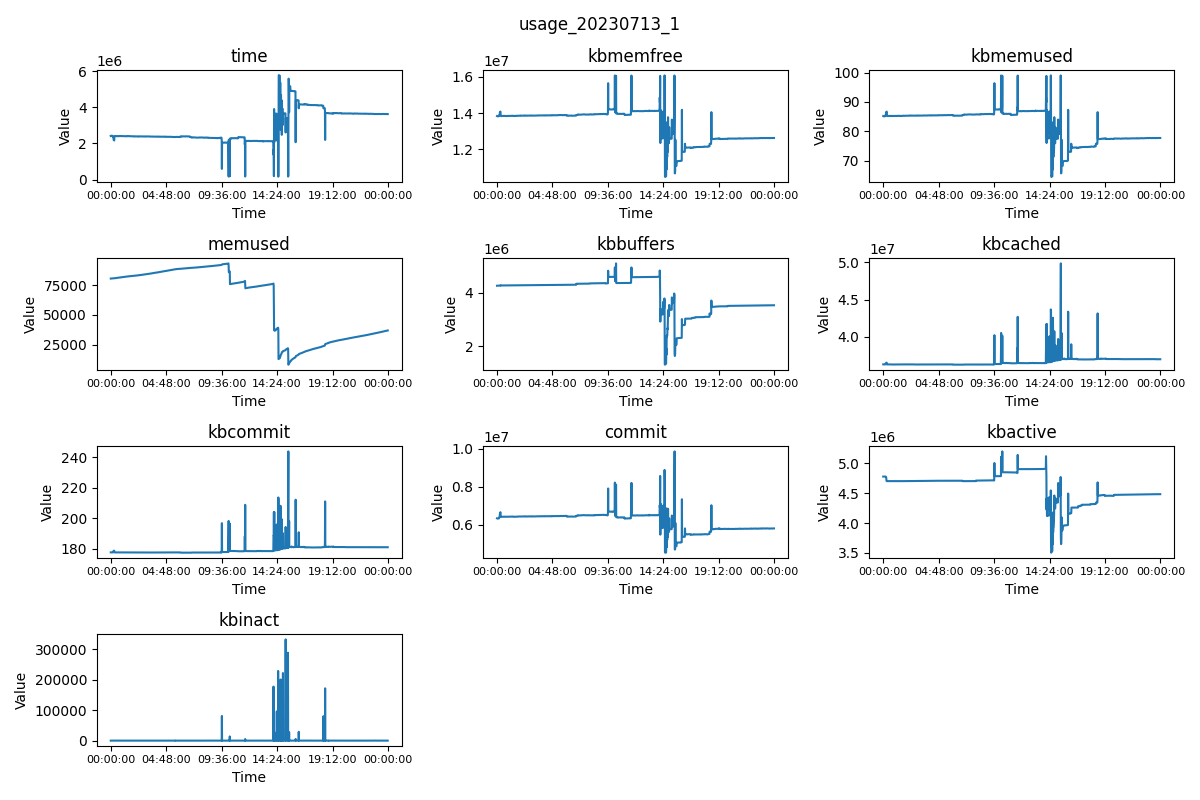 usage_20230713_1
time
1e6
6
4
2
0
Value
00:00:00 04:48:00 09:36:00 14:24:00 19:12:00 00:00:00
Time
kbmemfree
1e7
1.6
1.4
1.2
Value
00:00:00 04:48:00 09:36:00 14:24:00 19:12:00 00:00:00
Time
kbmemused
100
90
80
70
Value
00:00:00 04:48:00 09:36:00 14:24:00 19:12:00 00:00:00
Time
memused
75000
50000
25000
Value
00:00:00 04:48:00 09:36:00 14:24:00 19:12:00 00:00:00
Time
kbbuffers
1e6
4
2
Value
00:00:00 04:48:00 09:36:00 14:24:00 19:12:00 00:00:00
Time
kbcached
1e7
5.0
4.5
4.0
Value
00:00:00 04:48:00 09:36:00 14:24:00 19:12:00 00:00:00
Time
kbcommit
240
220
200
180
Value
00:00:00 04:48:00 09:36:00 14:24:00 19:12:00 00:00:00
Time
commit
1e7
1.0
0.8
0.6
Value
00:00:00 04:48:00 09:36:00 14:24:00 19:12:00 00:00:00
Time
kbactive
1e6
5.0
4.5
4.0
3.5
Value
00:00:00 04:48:00 09:36:00 14:24:00 19:12:00 00:00:00
Time
kbinact
300000
200000
100000
0
Value
00:00:00 04:48:00 09:36:00 14:24:00 19:12:00 00:00:00
Time